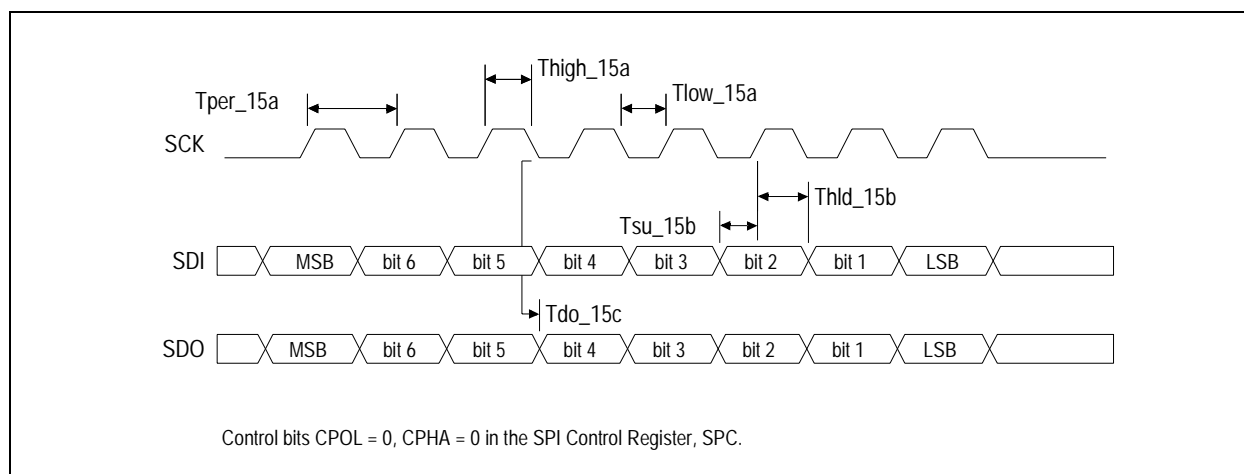 Thigh_15a
Tper_15a
Tlow_15a
SCK
Thld_15b
Tsu_15b
SDI MSB bit 6 bit 5 bit 4 bit 3 bit 2 bit 1 LSB
Tdo_15c
SDO MSB bit 6 bit 5 bit 4 bit 3 bit 2 bit 1 LSB
Control bits CPOL = 0, CPHA = 0 in the SPI Control Register, SPC.